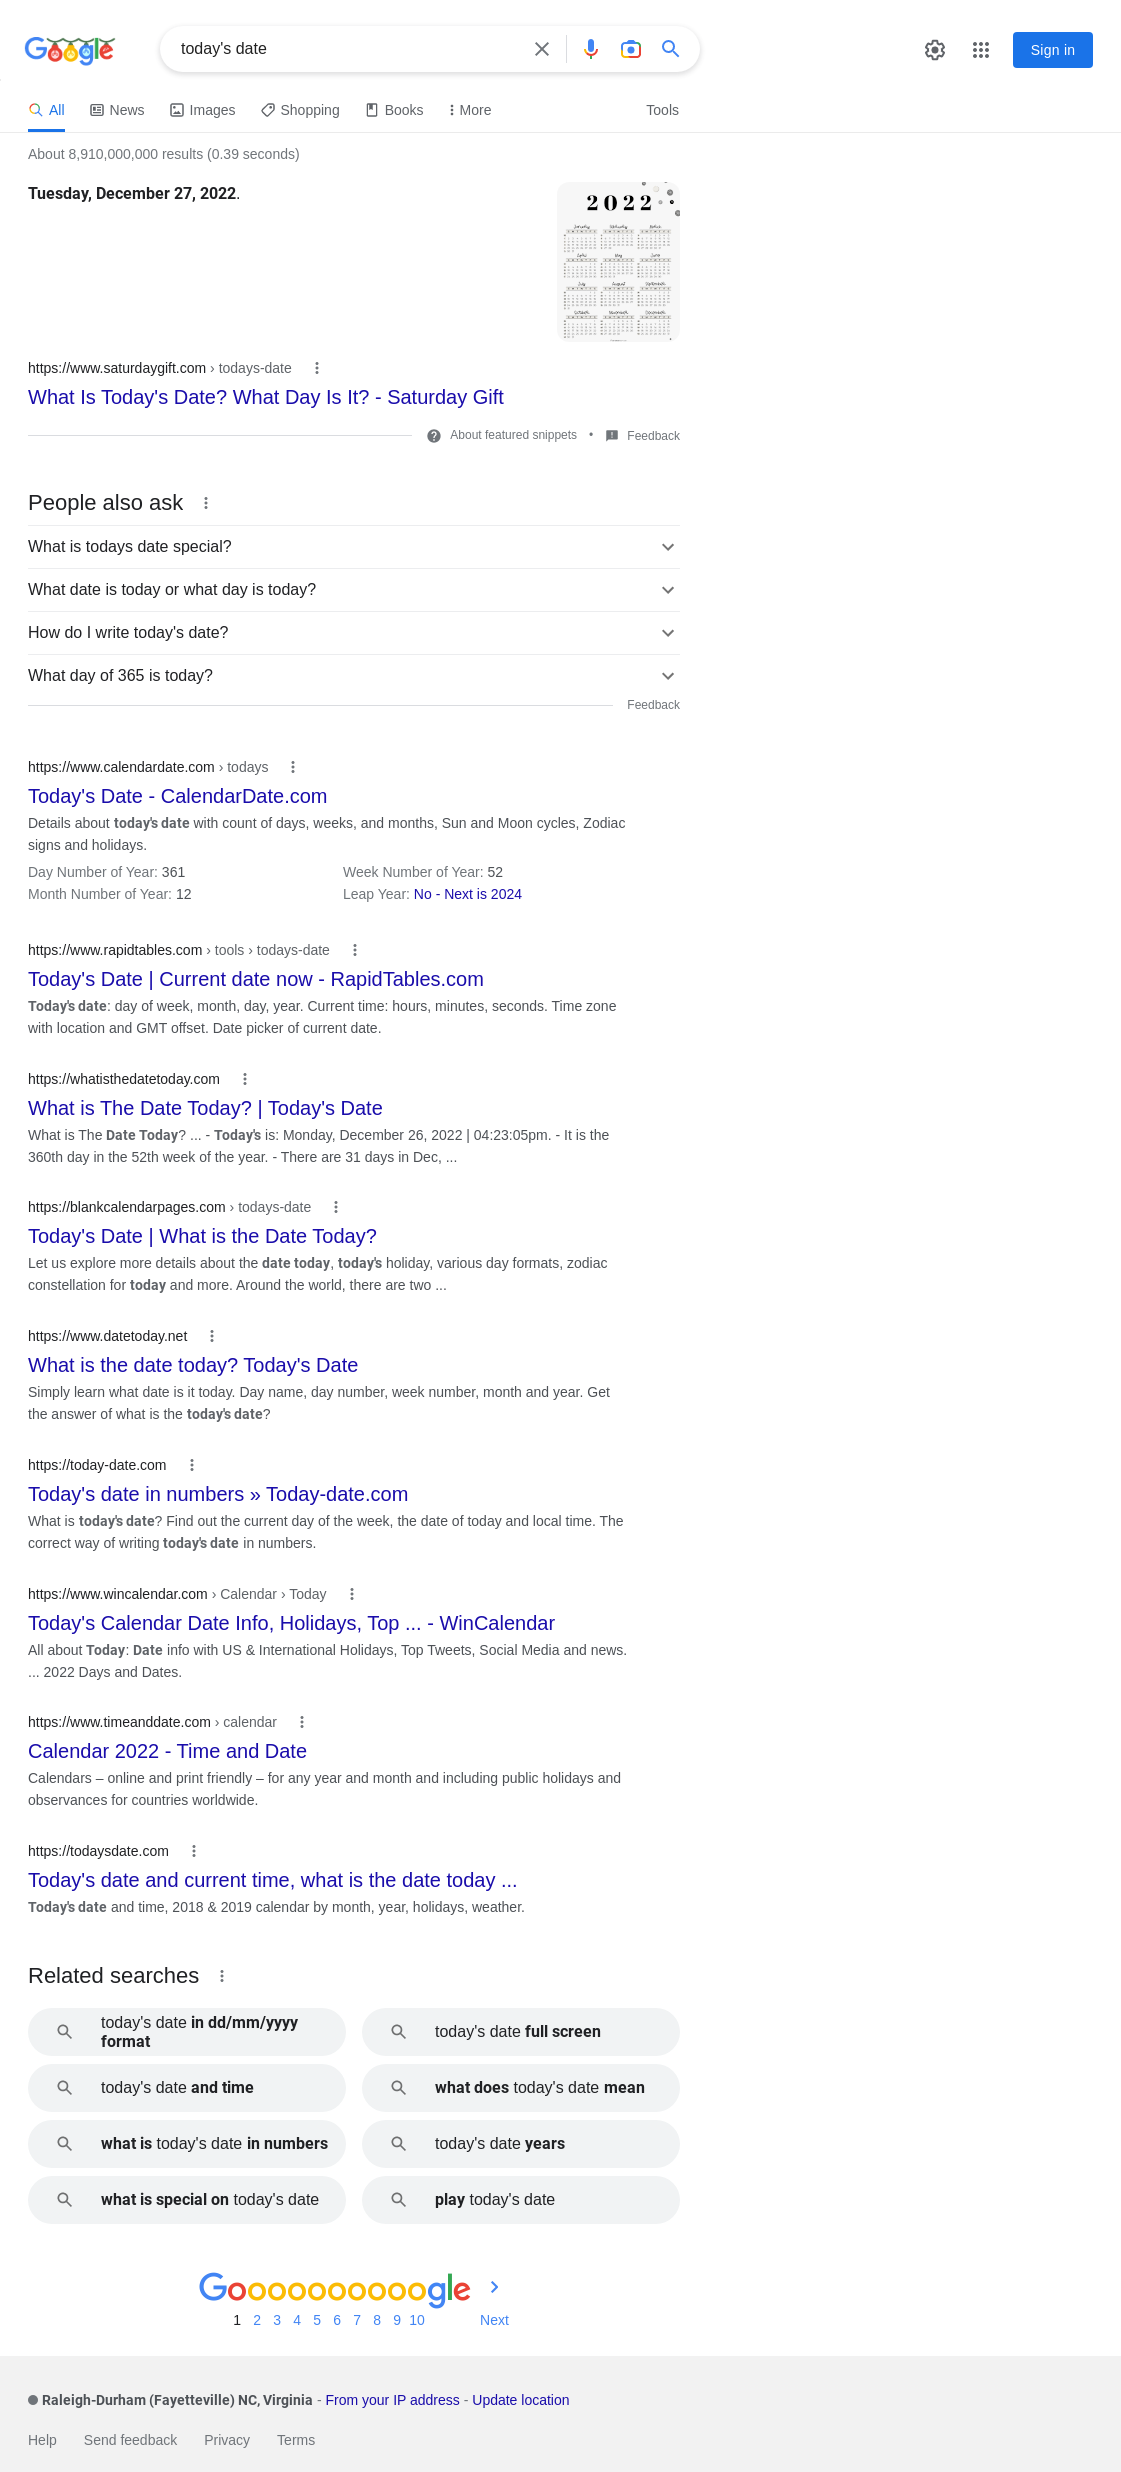 Google
today's date
Sign in
All News Images Shopping Books More Tools
About 8,910,000,000 results (0.39 seconds)
Tuesday, December 27, 2022.
2022
https://www.saturdaygift.com › todays-date
What Is Today's Date? What Day Is It? - Saturday Gift
About featured snippets • Feedback
People also ask
What is todays date special?
What date is today or what day is today?
How do I write today's date?
What day of 365 is today?
Feedback
https://www.calendardate.com › todays
Today's Date - CalendarDate.com
Details about today's date with count of days, weeks, and months, Sun and Moon cycles, Zodiac
signs and holidays.
Day Number of Year: 361 Week Number of Year: 52
Month Number of Year: 12 Leap Year: No - Next is 2024
https://www.rapidtables.com › tools › todays-date
Today's Date | Current date now - RapidTables.com
Today's date: day of week, month, day, year. Current time: hours, minutes, seconds. Time zone
with location and GMT offset. Date picker of current date.
https://whatisthedatetoday.com
What is The Date Today? | Today's Date
What is The Date Today? ... - Today's is: Monday, December 26, 2022 | 04:23:05pm. - It is the
360th day in the 52th week of the year. - There are 31 days in Dec, ...
https://blankcalendarpages.com › todays-date
Today's Date | What is the Date Today?
Let us explore more details about the date today, today's holiday, various day formats, zodiac
constellation for today and more. Around the world, there are two ...
https://www.datetoday.net
What is the date today? Today's Date
Simply learn what date is it today. Day name, day number, week number, month and year. Get
the answer of what is the today's date?
https://today-date.com
Today's date in numbers » Today-date.com
What is today's date? Find out the current day of the week, the date of today and local time. The
correct way of writing today's date in numbers.
https://www.wincalendar.com › Calendar › Today
Today's Calendar Date Info, Holidays, Top ... - WinCalendar
All about Today: Date info with US & International Holidays, Top Tweets, Social Media and news.
... 2022 Days and Dates.
https://www.timeanddate.com › calendar
Calendar 2022 - Time and Date
Calendars – online and print friendly – for any year and month and including public holidays and
observances for countries worldwide.
https://todaysdate.com
Today's date and current time, what is the date today ...
Today's date and time, 2018 & 2019 calendar by month, year, holidays, weather.
Related searches
today's date in dd/mm/yyyy
format
today's date full screen
today's date and time
what does today's date mean
what is today's date in numbers
today's date years
what is special on today's date
play today's date
Goooooooooogle
1 2 3 4 5 6 7 8 9 10 Next
Raleigh-Durham (Fayetteville) NC, Virginia - From your IP address - Update location
Help Send feedback Privacy Terms